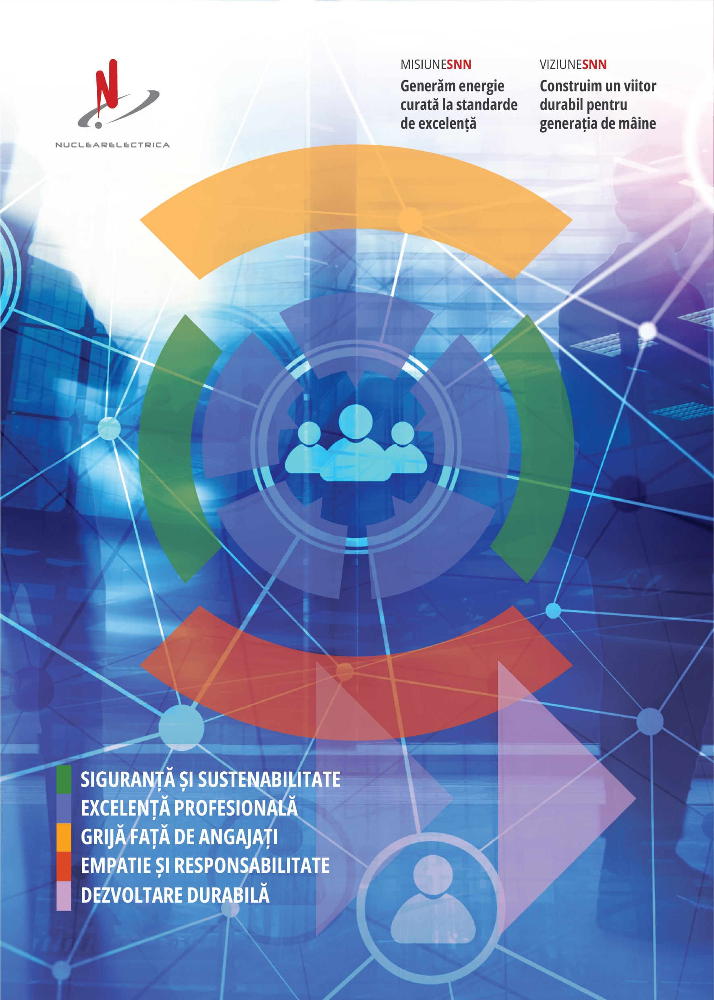 NUCLEARELECTRICA
MISIUNESNN
Generăm energie
curată la standarde
de excelență
VIZIUNESNN
Construim un viitor
durabil pentru
generația de mâine
SIGURANȚĂ ȘI SUSTENABILITATE
EXCELENȚĂ PROFESIONALĂ
GRIJĂ FAȚĂ DE ANGAJAȚI
EMPATIE ȘI RESPONSABILITATE
DEZVOLTARE DURABILĂ